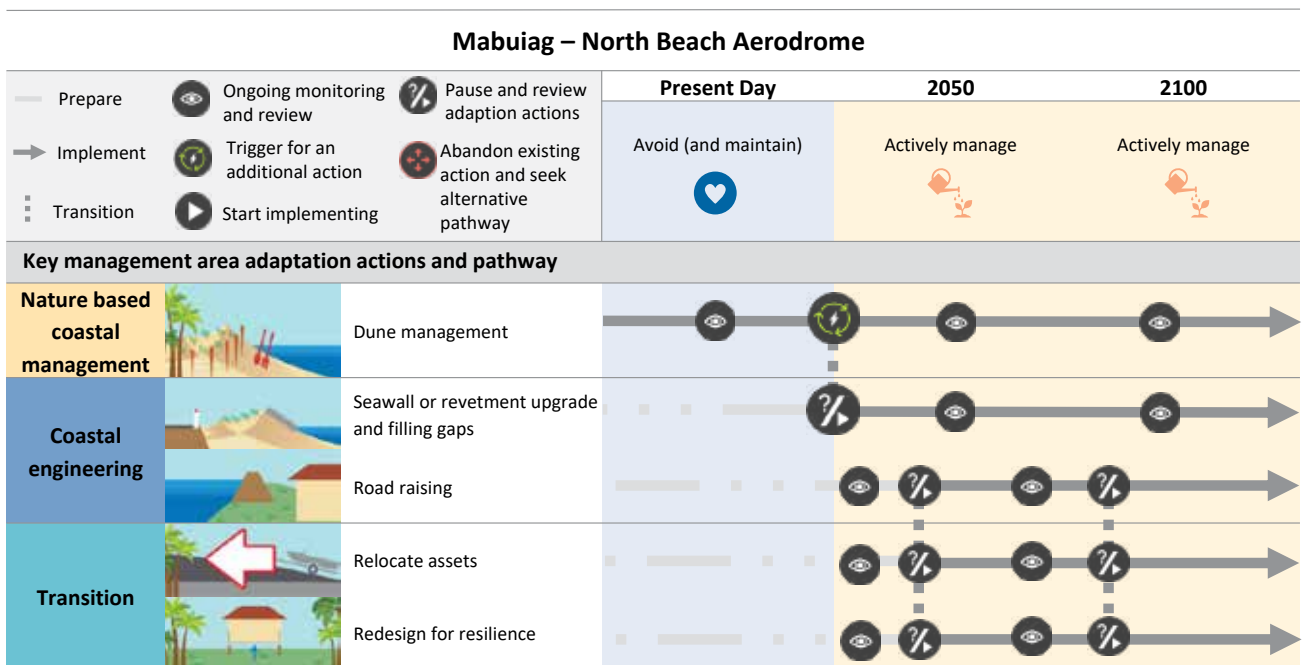 Mabuiag – North Beach Aerodrome
Prepare
Implement
Transition
Ongoing monitoring
and review
Trigger for an
additional action
Start implementing
Pause and review
adaption actions
Abandon existing
action and seek
alternative
pathway
Present Day
2050
2100
Avoid (and maintain)
Actively manage
Actively manage
Key management area adaptation actions and pathway
Nature based
coastal
management
Dune management
Coastal
engineering
Seawall or revetment upgrade
and filling gaps
Road raising
Transition
Relocate assets
Redesign for resilience